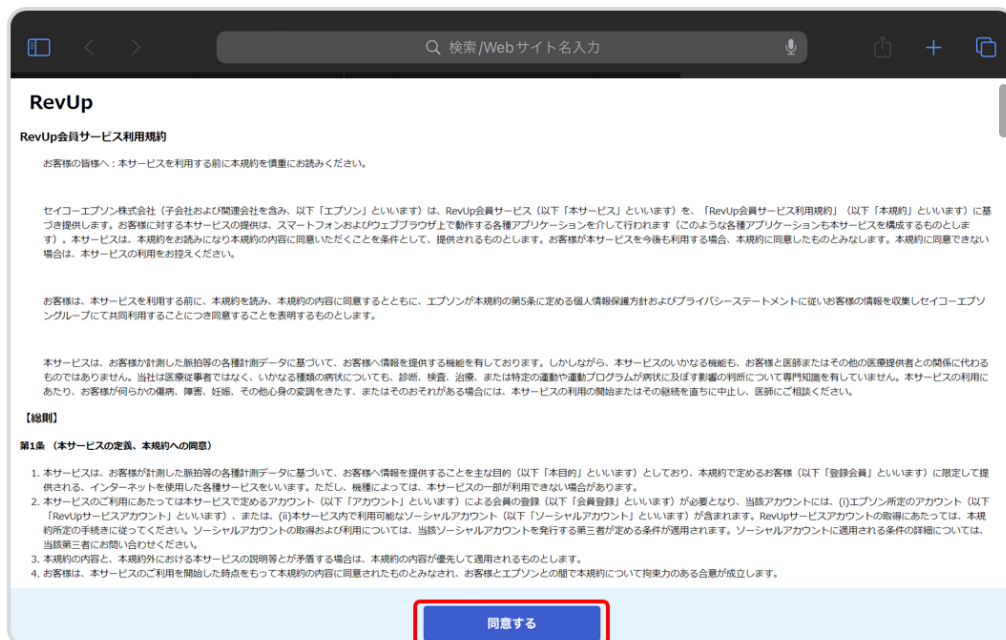 検索/Webサイト名入力
RevUp
RevUp会員サービス利用規約
お客様の皆様へ：本サービスを利用する前に本規約を慎重にお読みください。
セイコーエプソン株式会社（子会社および関連会社を含み、以下「エプソン」といいます）は、RevUp会員サービス（以下「本サービス」といいます）を、「RevUp会員サービス利用規約」（以下「本規約」といいます）に基
づき提供します。お客様に対する本サービスの提供は、スマートフォンおよびウェブブラウザ上で動作する各種アプリケーションを介して行われます（このような各種アプリケーションも本サービスを構成するものとしま
す）。本サービスは、本規約をお読みになり本規約の内容に同意いただくことを条件として、提供されるものとします。お客様が本サービスを今後も利用する場合、本規約に同意したものとみなします。本規約に同意できない
場合は、本サービスの利用をお控えください。
お客様は、本サービスを利用する前に、本規約を読み、本規約の内容に同意するとともに、エプソンが本規約の第5条に定める個人情報保護方針およびプライバシーステートメントに従いお客様の情報を収集しセイコーエプソ
ングループにて共同利用することにつき同意することを表明するものとします。
本サービスは、お客様が計測した脈拍等の各種計測データに基づいて、お客様へ情報を提供する機能を有しております。しかしながら、本サービスのいかなる機能も、お客様と医師またはその他の医療提供者との関係に代わる
ものではありません。当社は医療従事者ではなく、いかなる種類の病状についても、診断、検査、治療、または特定の運動や運動プログラムが病状に及ぼす影響の判断について専門知識を有していません。本サービスの利用に
あたり、お客様が何らかの傷病、障害、妊娠、その他心身の変調をきたす、またはそのおそれがある場合には、本サービスの利用の開始またはその継続を直ちに中止し、医師にご相談ください。
【総則】
第1条 （本サービスの定義、本規約への同意）
1. 本サービスは、お客様が計測した脈拍等の各種計測データに基づいて、お客様へ情報を提供することを主な目的（以下「本目的」といいます）としており、本規約で定めるお客様（以下「登録会員」といいます）に限定して提
供される、インターネットを使用した各種サービスをいいます。ただし、機種によっては、本サービスの一部が利用できない場合があります。
2. 本サービスのご利用にあたっては本サービスで定めるアカウント（以下「アカウント」といいます）による会員の登録（以下「会員登録」といいます）が必要となり、当該アカウントには、(i)エプソン所定のアカウント（以下
「RevUpサービスアカウント」といいます）、または、(ii)本サービス内で利用可能なソーシャルアカウント（以下「ソーシャルアカウント」といいます）が含まれます。RevUpサービスアカウントの取得にあたっては、本規
約所定の手続きに従ってください。ソーシャルアカウントの取得および利用については、当該ソーシャルアカウントを発行する第三者が定める条件が適用されます。ソーシャルアカウントに適用される条件の詳細については、
当該第三者にお問い合わせください。
3. 本規約の内容と、本規約外における本サービスの説明等とが矛盾する場合は、本規約の内容が優先して適用されるものとします。
4. お客様は、本サービスのご利用を開始した時点をもって本規約の内容に同意されたものとみなされ、お客様とエプソンとの間で本規約について拘束力のある合意が成立します。
同意する